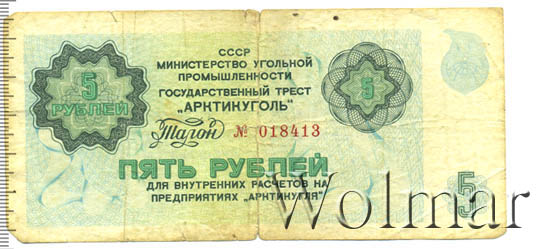 СССР
МИНИСТЕРСТВО УГОЛЬНОЙ
ПРОМЫШЛЕННОСТИ
ГОСУДАРСТВЕННЫЙ ТРЕСТ
„АРКТИКУГОЛЬ"
5
РУБЛЕЙ
5
Талон № 018413
ПЯТЬ РУБЛЕЙ
ДЛЯ ВНУТРЕННИХ РАСЧЕТОВ НА
ПРЕДПРИЯТИЯХ „АРКТИКУГЛЯ"
5
Wolmar